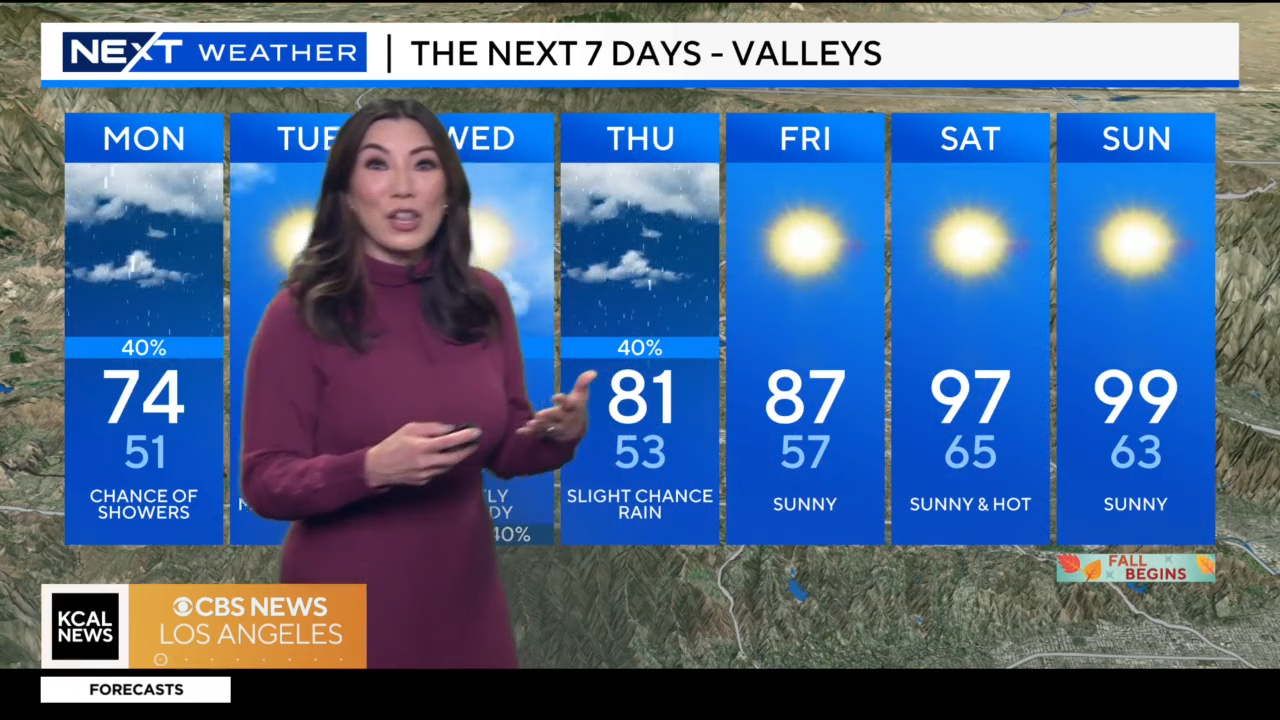 NEXT WEATHER | THE NEXT 7 DAYS - VALLEYS
MON
TUE
WED
THU
FRI
SAT
SUN
40%
40%
74
81
87
97
99
51
53
57
65
63
CHANCE OF
SHOWERS
SLIGHT CHANCE
RAIN
SUNNY
SUNNY & HOT
SUNNY
40%
FALL
BEGINS
KCAL
NEWS
CBS NEWS
LOS ANGELES
FORECASTS